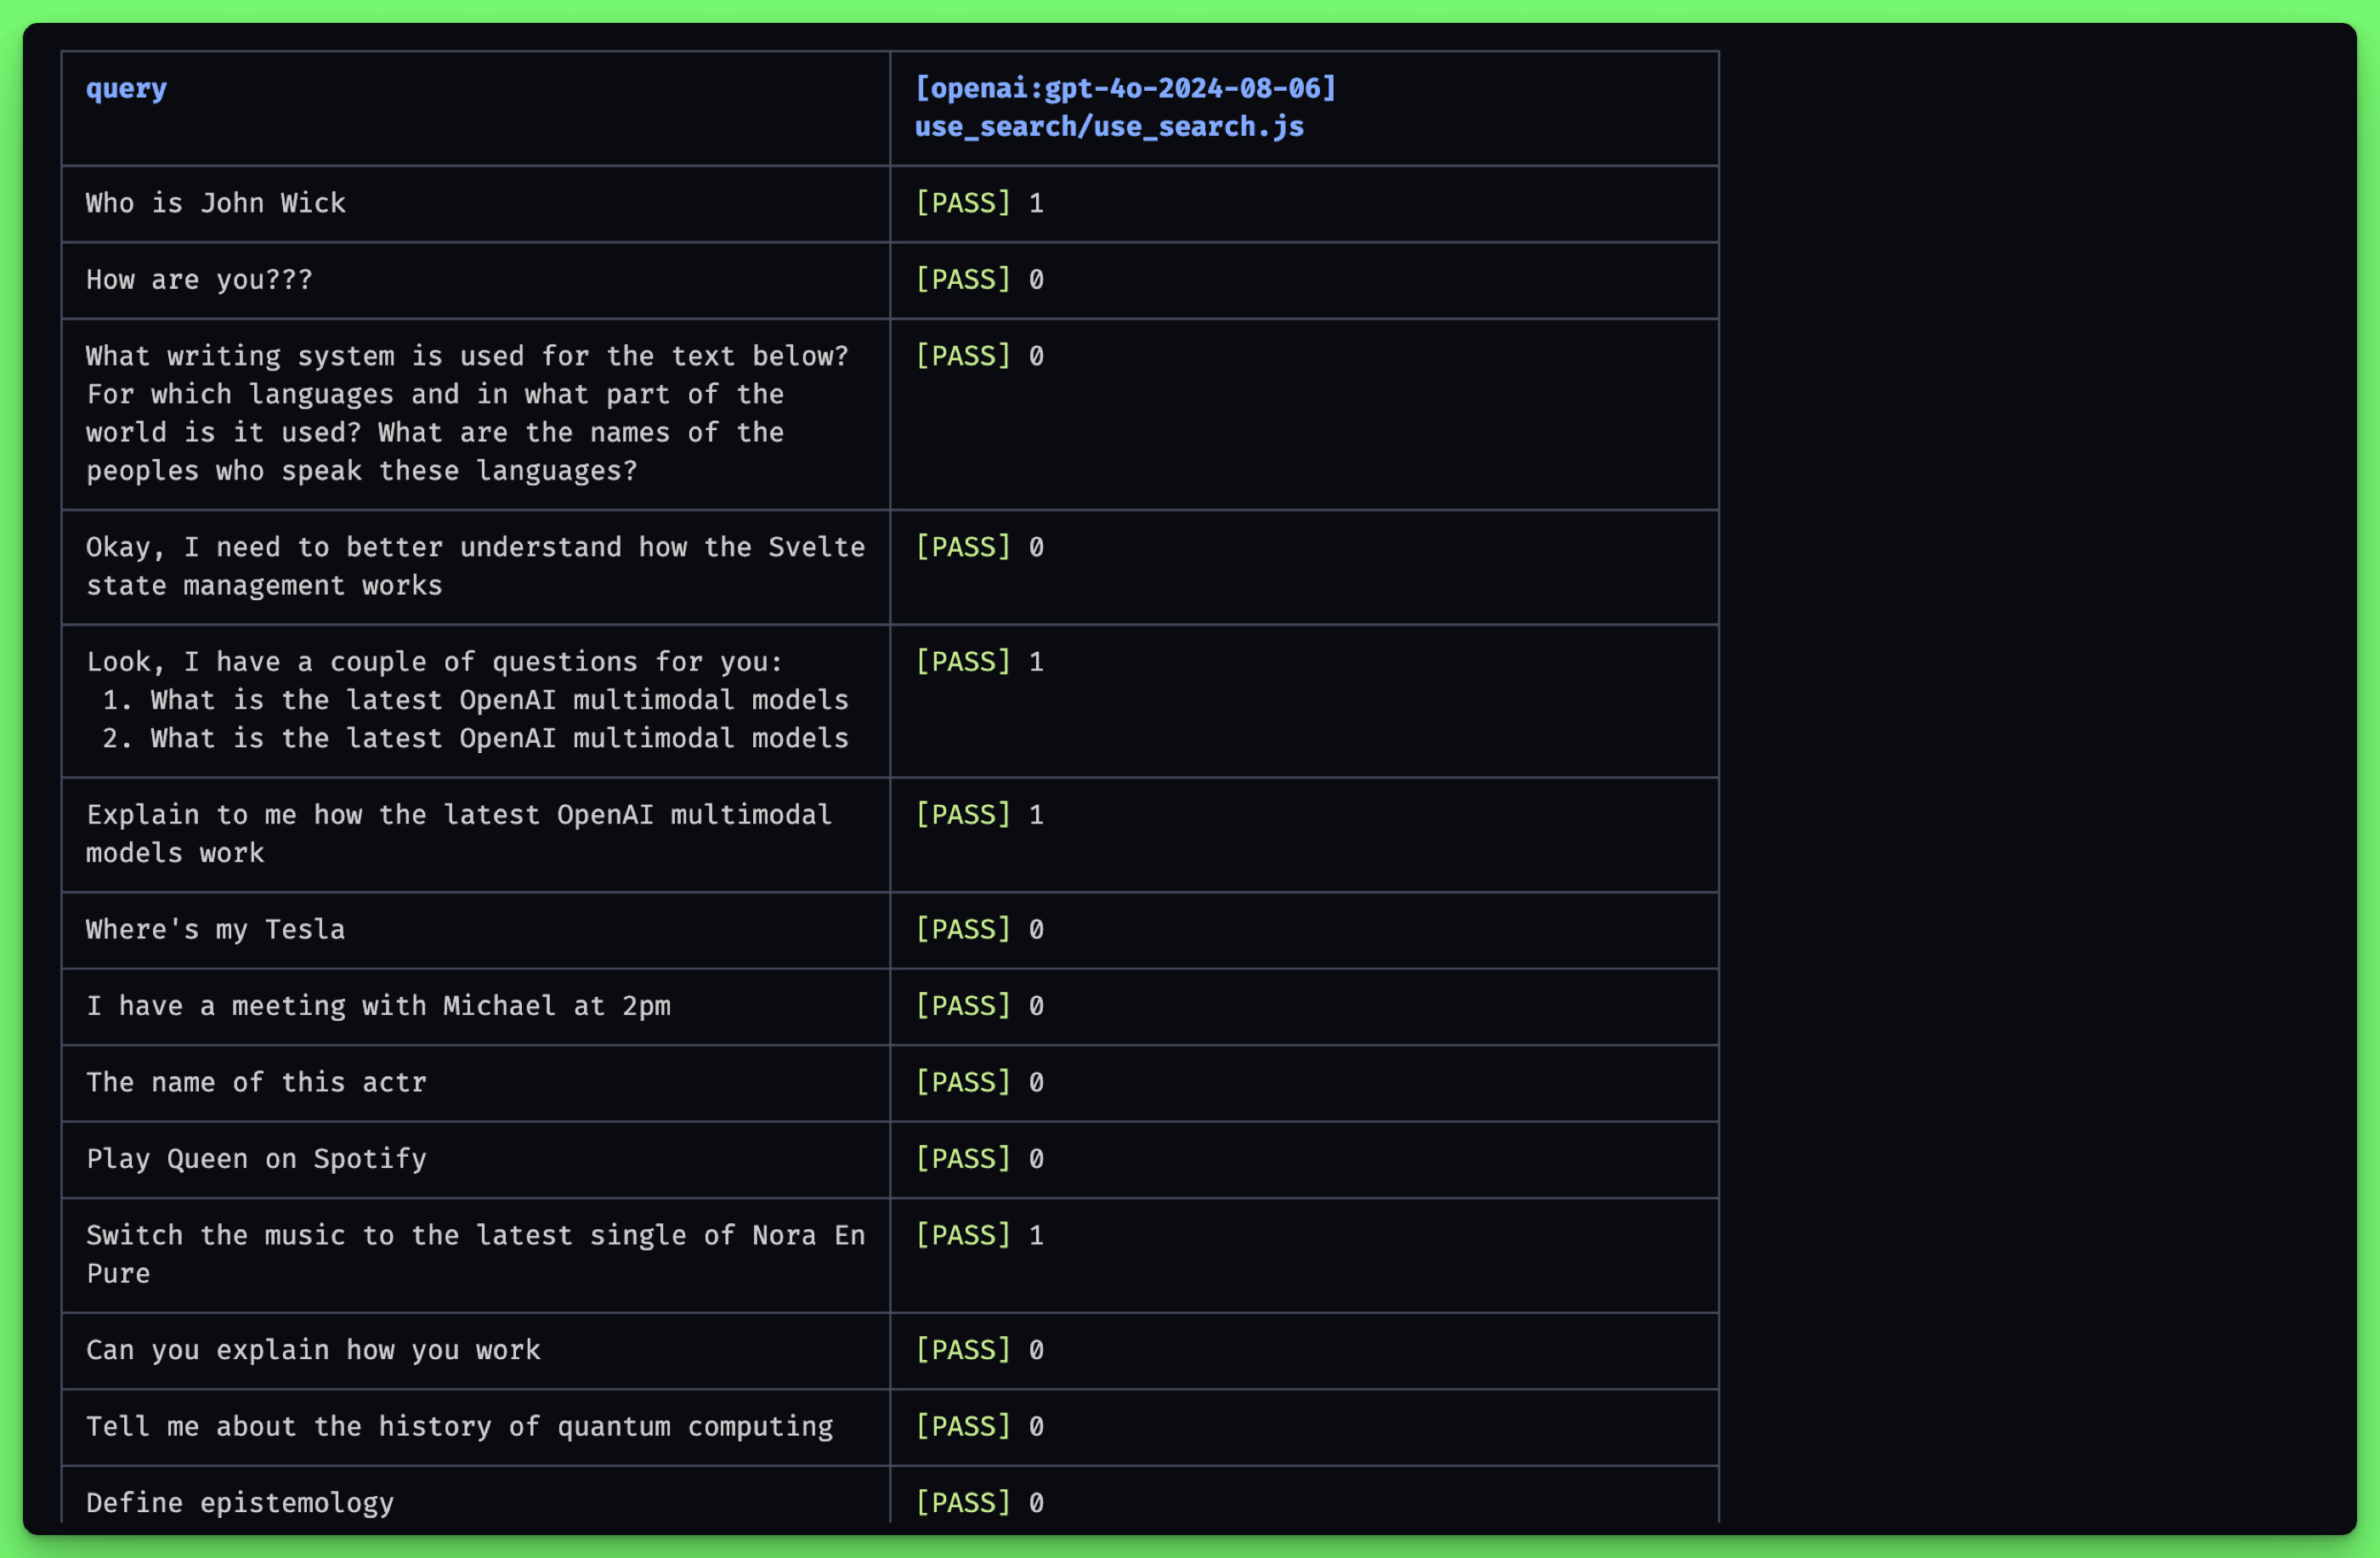 query
[openai:gpt-4o-2024-08-06]
use_search/use_search.js
Who is John Wick
[PASS] 1
How are you???
[PASS] 0
What writing system is used for the text below?
For which languages and in what part of the
world is it used? What are the names of the
peoples who speak these languages?
[PASS] 0
Okay, I need to better understand how the Svelte
state management works
[PASS] 0
Look, I have a couple of questions for you:
1. What is the latest OpenAI multimodal models
2. What is the latest OpenAI multimodal models
[PASS] 1
Explain to me how the latest OpenAI multimodal
models work
[PASS] 1
Where's my Tesla
[PASS] 0
I have a meeting with Michael at 2pm
[PASS] 0
The name of this actr
[PASS] 0
Play Queen on Spotify
[PASS] 0
Switch the music to the latest single of Nora En
Pure
[PASS] 1
Can you explain how you work
[PASS] 0
Tell me about the history of quantum computing
[PASS] 0
Define epistemology
[PASS] 0